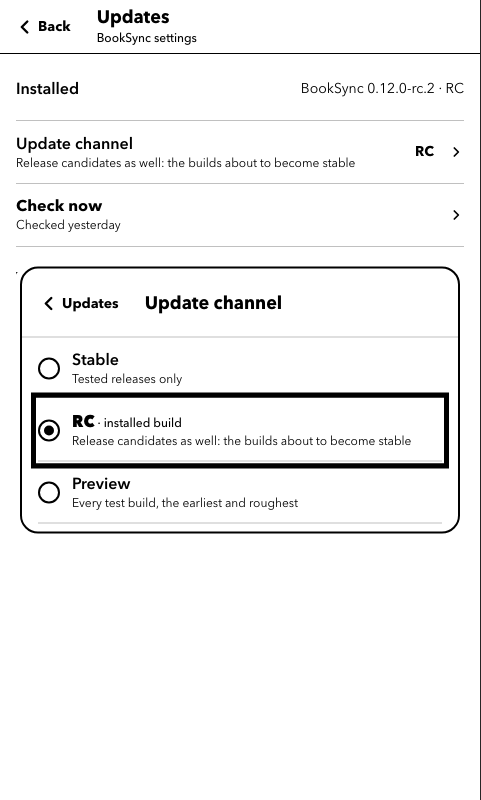 Back
Updates
BookSync settings
Installed
BookSync 0.12.0-rc.2 · RC
Update channel
RC
Release candidates as well: the builds about to become stable
Check now
Checked yesterday
Updates
Update channel
Stable
Tested releases only
RC · installed build
Release candidates as well: the builds about to become stable
Preview
Every test build, the earliest and roughest